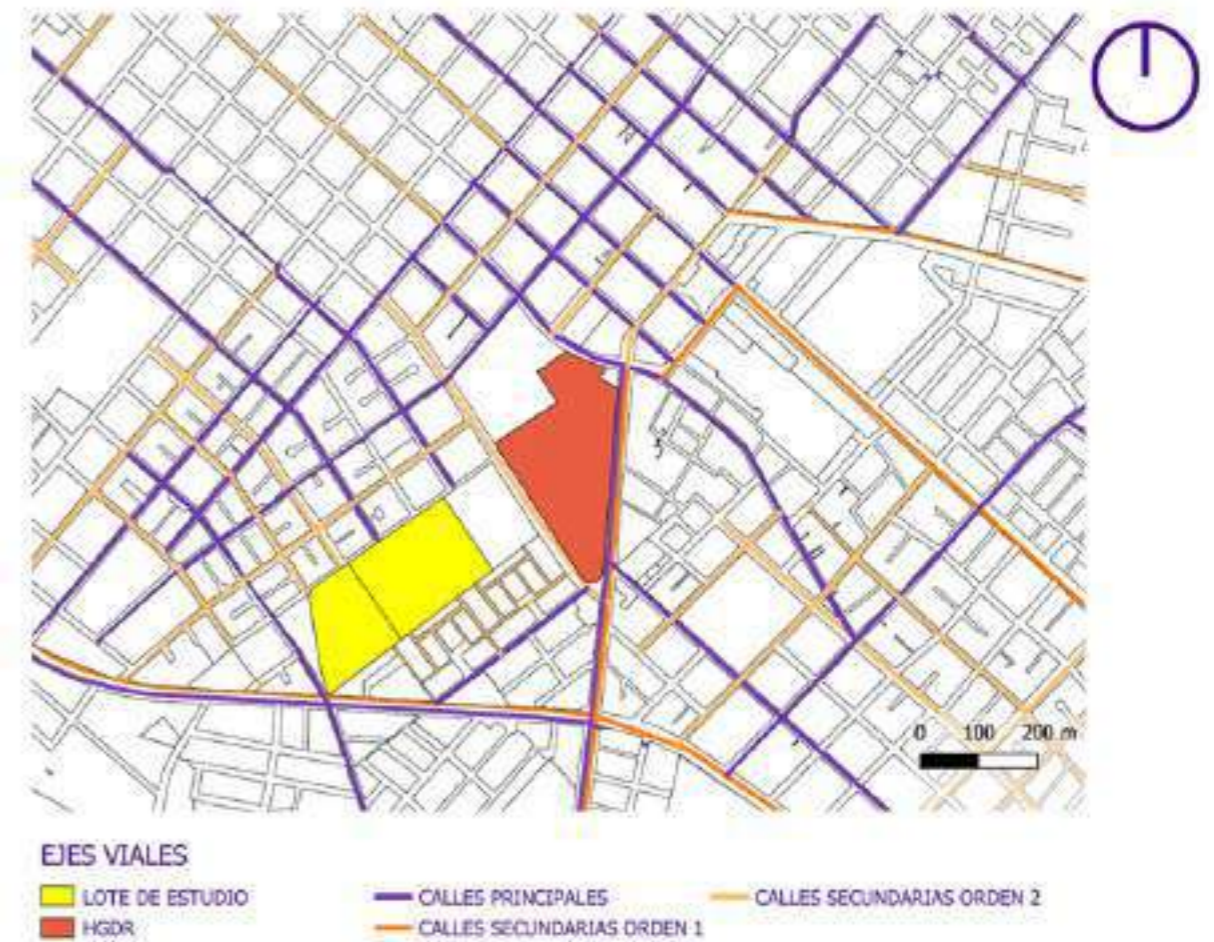 0 100 200 m
EJES VIALES
LOTE DE ESTUDIO CALLES PRINCIPALES CALLES SECUNDARIAS ORDEN 2
HGDR CALLES SECUNDARIAS ORDEN 1